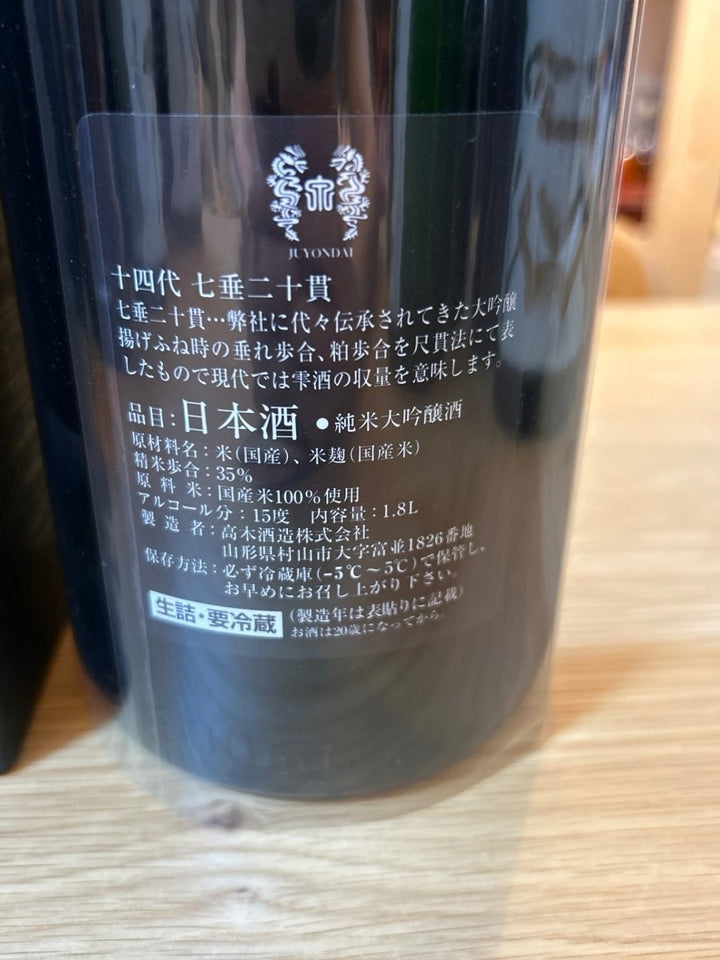 JUYONDAI
十四代 七垂二十貫
七垂二十貫…弊社に代々伝承されてきた大吟醸
揚げふね時の垂れ歩合、粕歩合を尺貫法にて表
したもので現代では雫酒の収量を意味します。
品目:日本酒 ●純米大吟醸酒
原材料名:米(国産)、米麹(国産米)
精米歩合:35%
原料米:国産米100%使用
アルコール分:15度 内容量:1.8L
製造者:高木酒造株式会社
山形県村山市大字富並1826番地
保存方法:必ず冷蔵庫(−5℃〜5℃)で保管し、
お早めにお召し上がり下さい。
生詰・要冷蔵 (製造年は表貼りに記載)
お酒は20歳になってから。